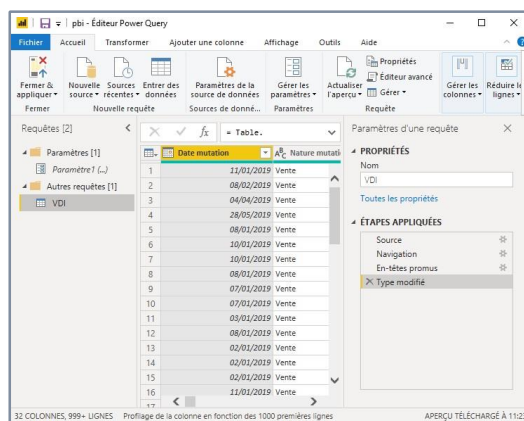 pbi - Éditeur Power Query
Fichier Accueil Transformer Ajouter une colonne Affichage Outils Aide
Fermer & appliquer
Nouvelle source
Sources récentes
Entrer des données
Paramètres de la source de données
Gérer les paramètres
Actualiser l'aperçu
Propriétés
Éditeur avancé
Gérer
Gérer les colonnes
Réduire le lignes
Fermer Nouvelle requête Sources de donné... Paramètres Requête
Requêtes [2]
Paramètres [1]
Paramètre1 (...)
Autres requêtes [1]
VDI
fx = Table.
Date mutation ABC Nature mutati
1 11/01/2019 Vente
2 08/02/2019 Vente
3 04/04/2019 Vente
4 28/05/2019 Vente
5 08/01/2019 Vente
6 10/01/2019 Vente
7 10/01/2019 Vente
8 08/01/2019 Vente
9 07/01/2019 Vente
10 07/01/2019 Vente
11 03/01/2019 Vente
12 08/01/2019 Vente
13 02/01/2019 Vente
14 02/01/2019 Vente
15 02/01/2019 Vente
16 11/01/2019 Vente
17
Paramètres d'une requête
PROPRIÉTÉS
Nom
VDI
Toutes les propriétés
ÉTAPES APPLIQUÉES
Source
Navigation
En-têtes promus
Type modifié
32 COLONNES, 999+ LIGNES Profilage de la colonne en fonction des 1000 premières lignes APERÇU TÉLÉCHARGÉ À 11:23